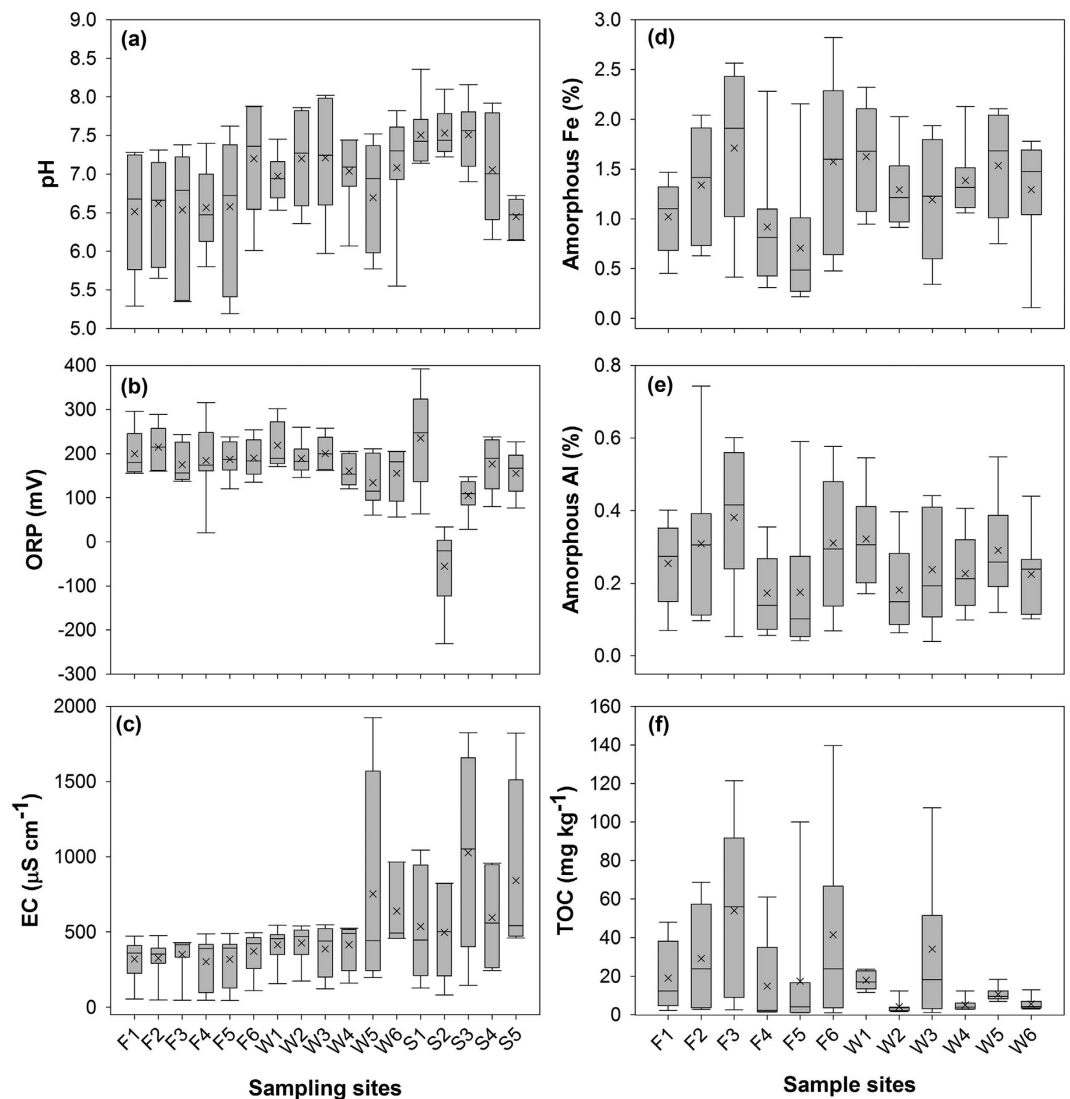 (a)
pH
9.0
8.5
8.0
7.5
7.0
6.5
6.0
5.5
5.0
(b)
ORP (mV)
400
300
200
100
0
-100
-200
-300
(c)
EC (μS cm⁻¹)
2000
1500
1000
500
0
F1 F2 F3 F4 F5 F6 W1 W2 W3 W4 W5 W6 S1 S2 S3 S4 S5
Sampling sites
(d)
Amorphous Fe (%)
3.0
2.5
2.0
1.5
1.0
0.5
0.0
(e)
Amorphous Al (%)
0.8
0.6
0.4
0.2
0.0
(f)
TOC (mg kg⁻¹)
160
140
120
100
80
60
40
20
0
F1 F2 F3 F4 F5 F6 W1 W2 W3 W4 W5 W6
Sample sites